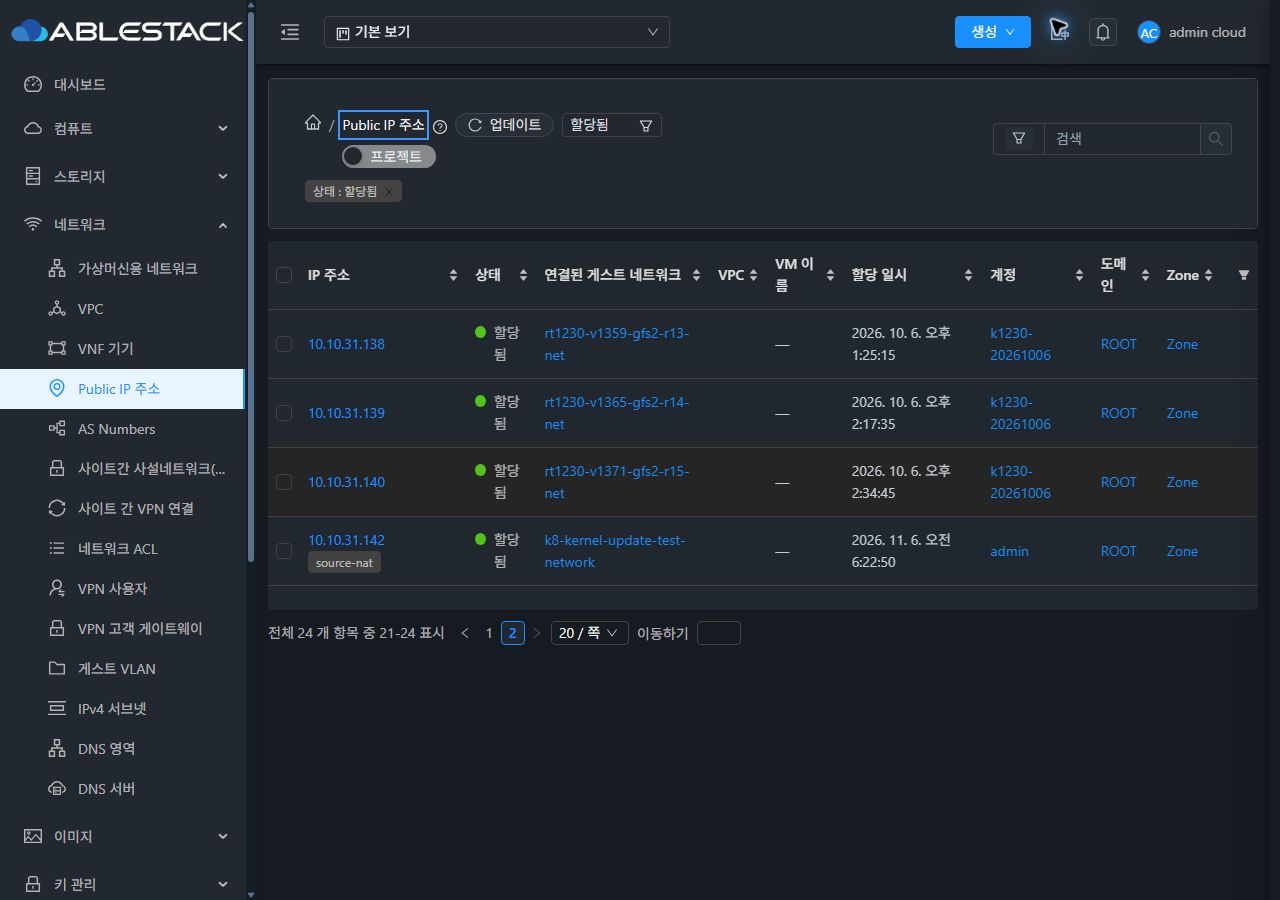 ABLESTACK
기본 보기
생성
AC
admin cloud
대시보드
컴퓨트
스토리지
네트워크
가상머신용 네트워크
VPC
VNF 기기
Public IP 주소
AS Numbers
사이트간 사설네트워크(...
사이트 간 VPN 연결
네트워크 ACL
VPN 사용자
VPN 고객 게이트웨이
게스트 VLAN
IPv4 서브넷
DNS 영역
DNS 서버
이미지
키 관리
/ Public IP 주소
업데이트
할당됨
프로젝트
상태 : 할당됨
검색
IP 주소 상태 연결된 게스트 네트워크 VPC VM 이름 할당 일시 계정 도메인 Zone
10.10.31.138 할당됨 rt1230-v1359-gfs2-r13-net — 2026. 10. 6. 오후 1:25:15 k1230-20261006 ROOT Zone
10.10.31.139 할당됨 rt1230-v1365-gfs2-r14-net — 2026. 10. 6. 오후 2:17:35 k1230-20261006 ROOT Zone
10.10.31.140 할당됨 rt1230-v1371-gfs2-r15-net — 2026. 10. 6. 오후 2:34:45 k1230-20261006 ROOT Zone
10.10.31.142 할당됨 k8-kernel-update-test-network — 2026. 11. 6. 오전 6:22:50 admin ROOT Zone
source-nat
전체 24 개 항목 중 21-24 표시 < 1 2 > 20 / 쪽 이동하기